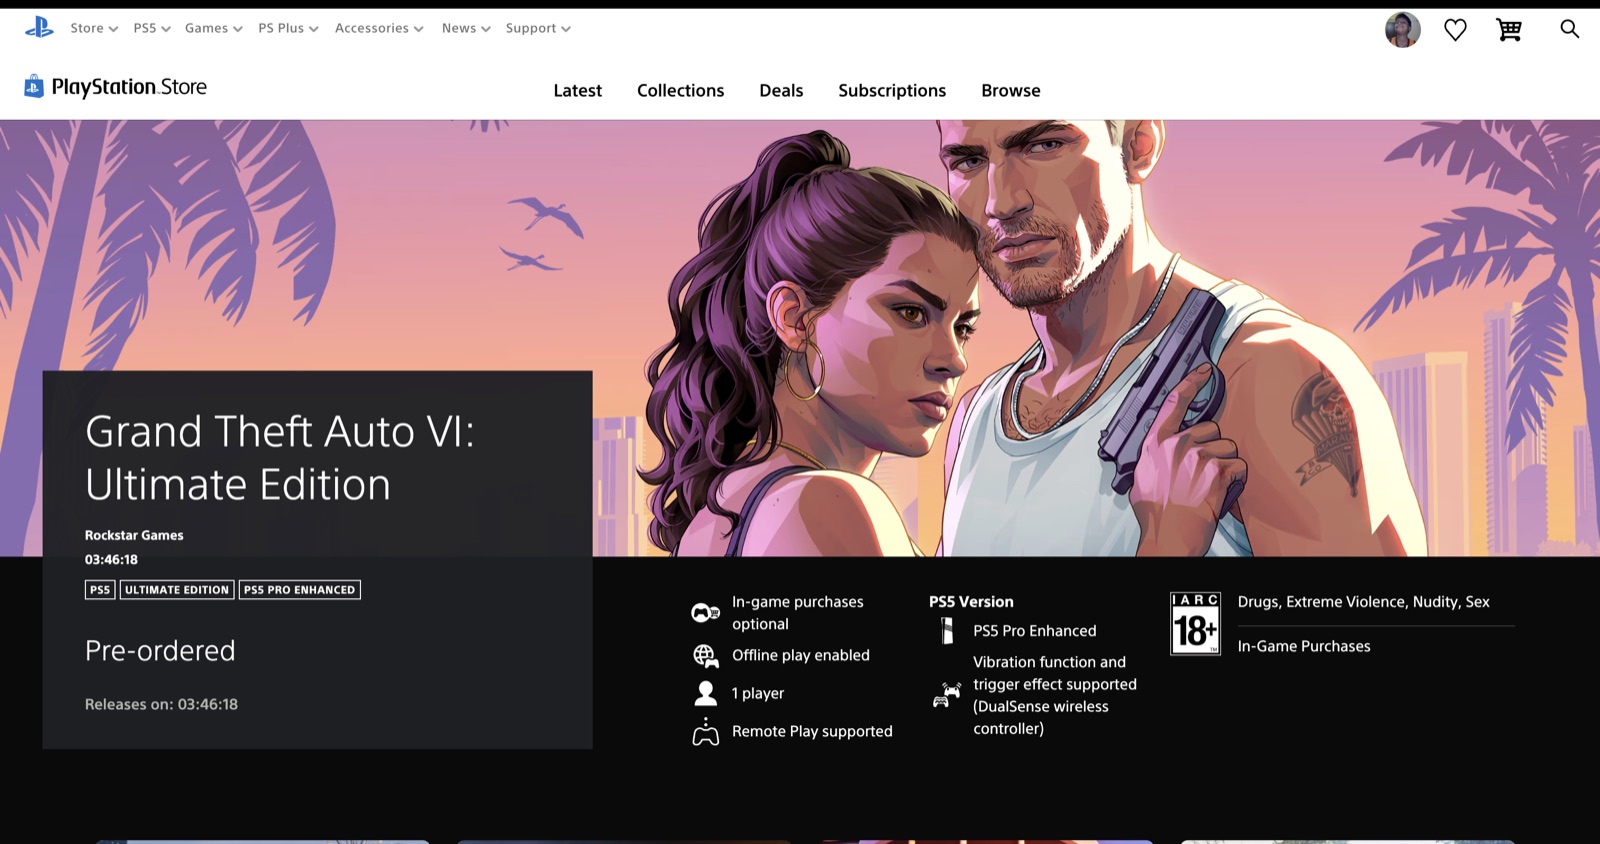 Store
PS5
Games
PS Plus
Accessories
News
Support
PlayStation Store
Latest
Collections
Deals
Subscriptions
Browse
Grand Theft Auto VI:
Ultimate Edition
Rockstar Games
03:46:18
PS5
ULTIMATE EDITION
PS5 PRO ENHANCED
Pre-ordered
Releases on: 03:46:18
In-game purchases
optional
Offline play enabled
1 player
Remote Play supported
PS5 Version
PS5 Pro Enhanced
Vibration function and
trigger effect supported
(DualSense wireless
controller)
IARC
18+
TM
Drugs, Extreme Violence, Nudity, Sex
In-Game Purchases